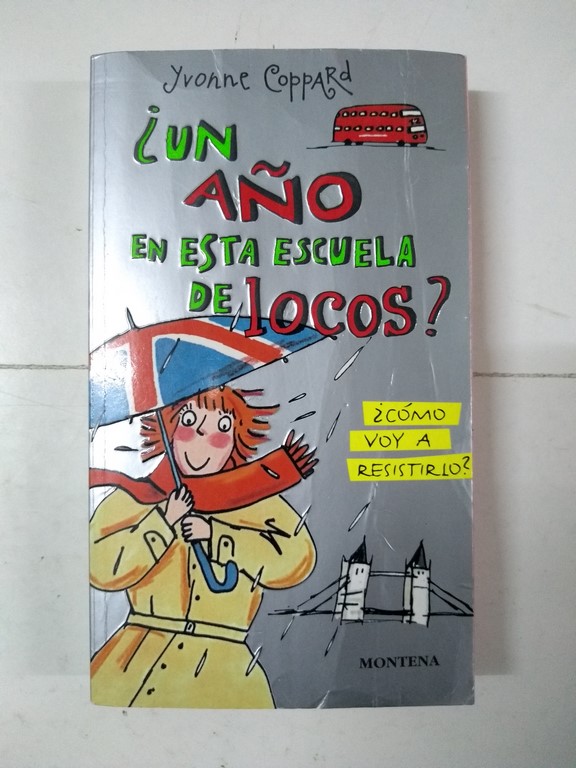 Yvonne Coppard
¿UN
AÑO
EN ESTA ESCUELA
DE locos?
¿CÓMO
VOY A
RESISTIRLO?
MONTENA